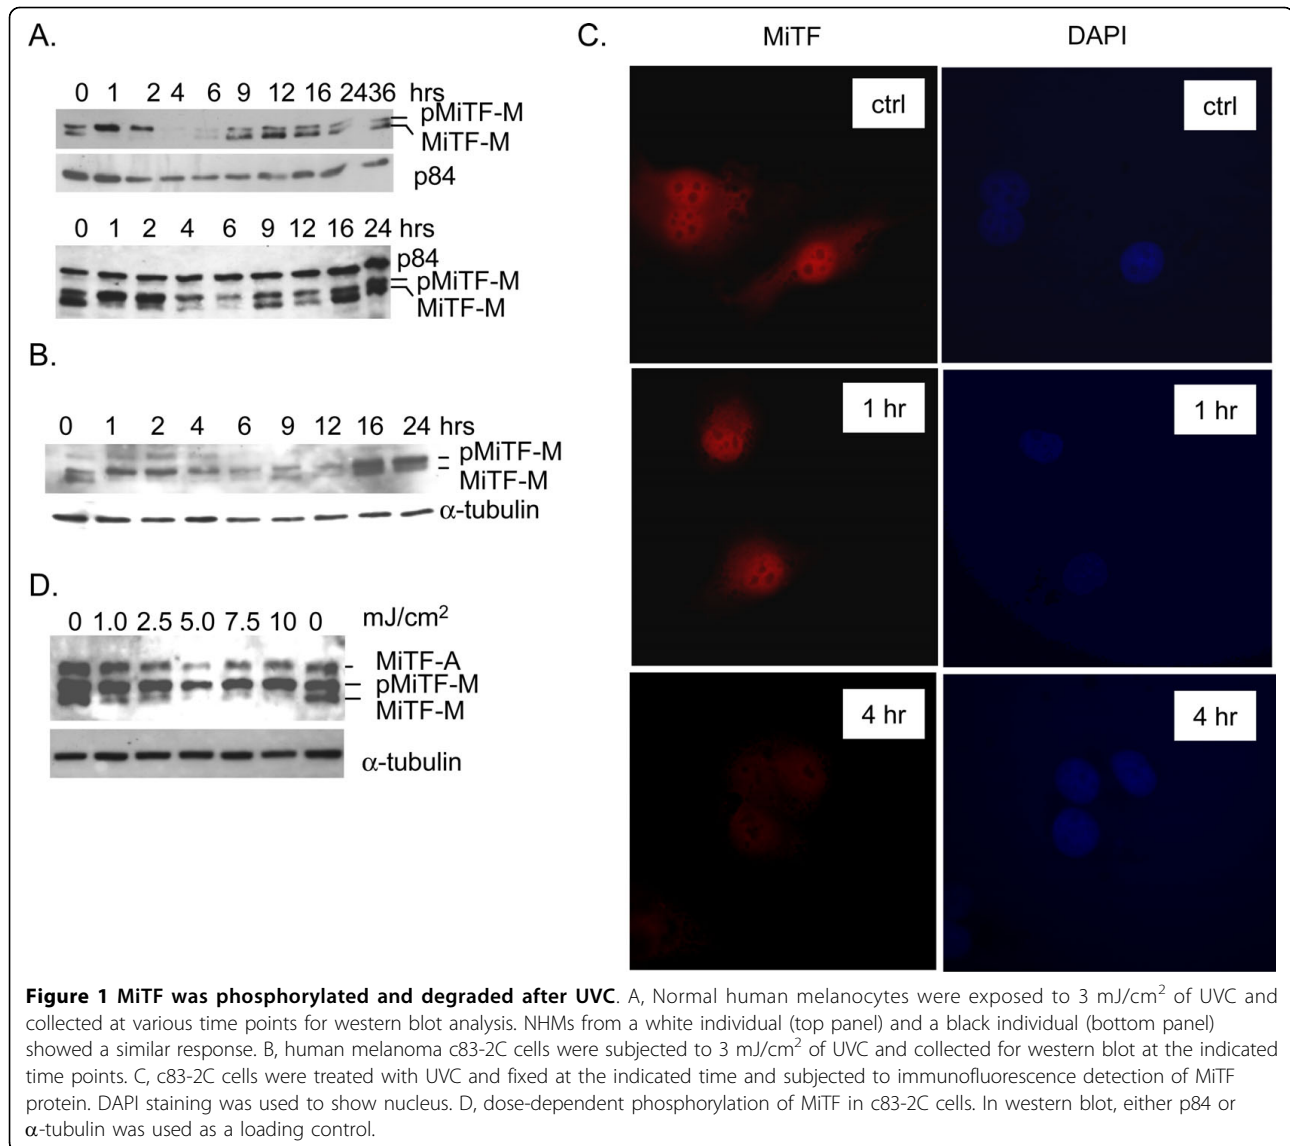 A.
0 1 2 4 6 9 12 16 24 36 hrs
pMiTF-M
MiTF-M
p84
0 1 2 4 6 9 12 16 24 hrs
p84
pMiTF-M
MiTF-M
B.
0 1 2 4 6 9 12 16 24 hrs
pMiTF-M
MiTF-M
α-tubulin
D.
0 1.0 2.5 5.0 7.5 10 0 mJ/cm²
MiTF-A
pMiTF-M
MiTF-M
α-tubulin
C.
MiTF DAPI
ctrl ctrl
1 hr 1 hr
4 hr 4 hr
Figure 1 MiTF was phosphorylated and degraded after UVC. A, Normal human melanocytes were exposed to 3 mJ/cm² of UVC and
collected at various time points for western blot analysis. NHMs from a white individual (top panel) and a black individual (bottom panel)
showed a similar response. B, human melanoma c83-2C cells were subjected to 3 mJ/cm² of UVC and collected for western blot at the indicated
time points. C, c83-2C cells were treated with UVC and fixed at the indicated time and subjected to immunofluorescence detection of MiTF
protein. DAPI staining was used to show nucleus. D, dose-dependent phosphorylation of MiTF in c83-2C cells. In western blot, either p84 or
α-tubulin was used as a loading control.